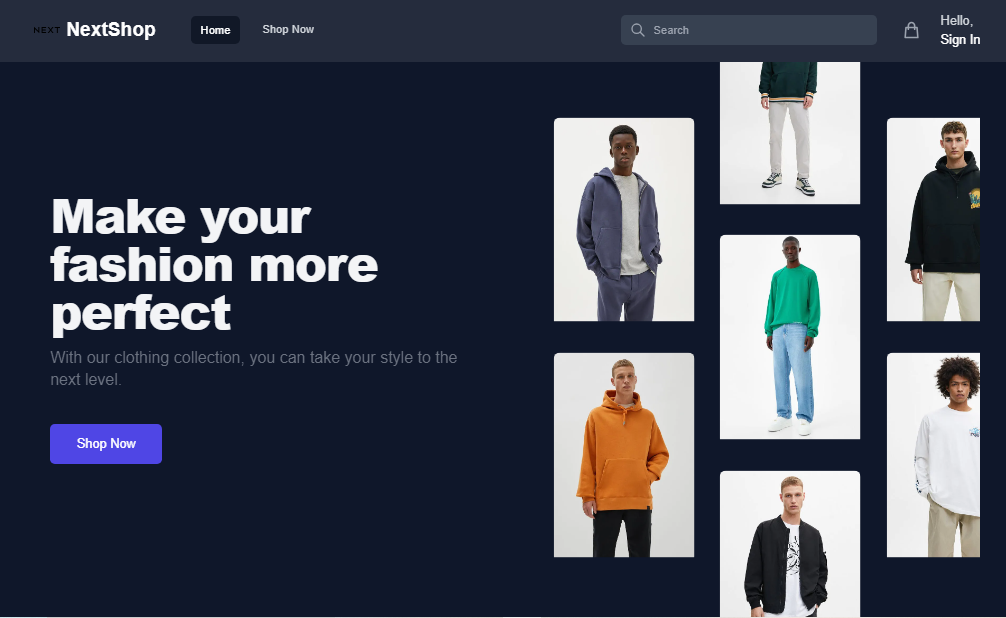 NEXT NextShop Home Shop Now Search Hello,
Sign In
Make your
fashion more
perfect
With our clothing collection, you can take your style to the
next level.
Shop Now